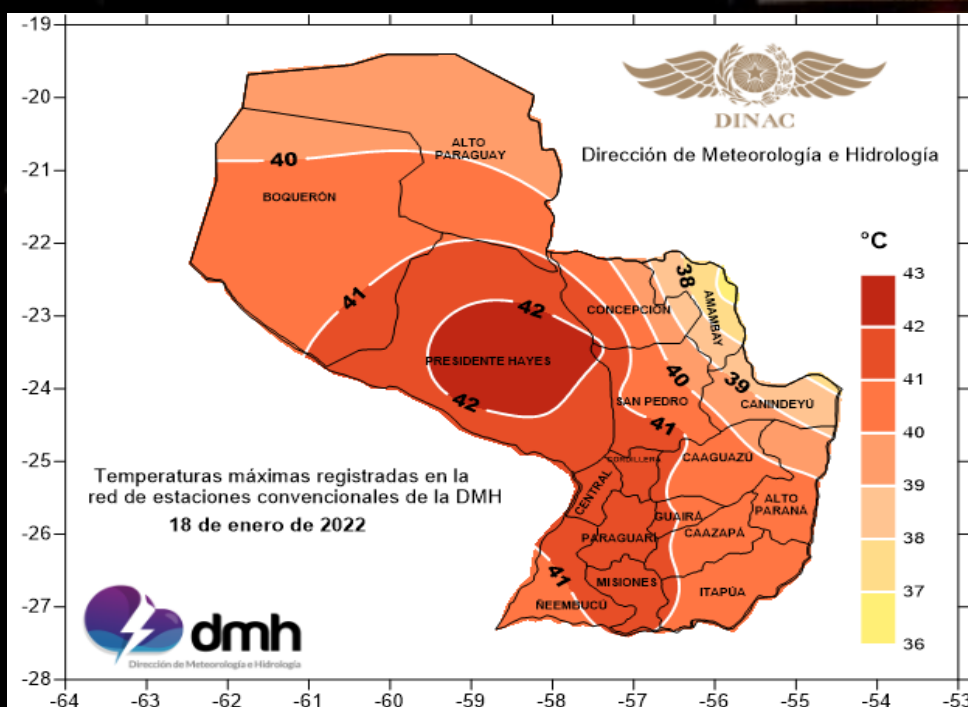 DINAC
Dirección de Meteorología e Hidrología
-19
-20
-21
-22
-23
-24
-25
-26
-27
-28
ALTO
PARAGUAY
40
BOQUERÓN
41
42
38
AMAMBAY
CONCEPCIÓN
PRESIDENTE HAYES
42
40
39
SAN PEDRO
CANINDEYÚ
41
CORDILLERA
CAAGUAZÚ
CENTRAL
ALTO
PARANÁ
GUAIRÁ
CAAZAPÁ
PARAGUARÍ
41
MISIONES
ITAPÚA
ÑEEMBUCÚ
°C
43
42
41
40
39
38
37
36
Temperaturas máximas registradas en la
red de estaciones convencionales de la DMH
18 de enero de 2022
dmh
Dirección de Meteorología e Hidrología
-64
-63
-62
-61
-60
-59
-58
-57
-56
-55
-54
-53